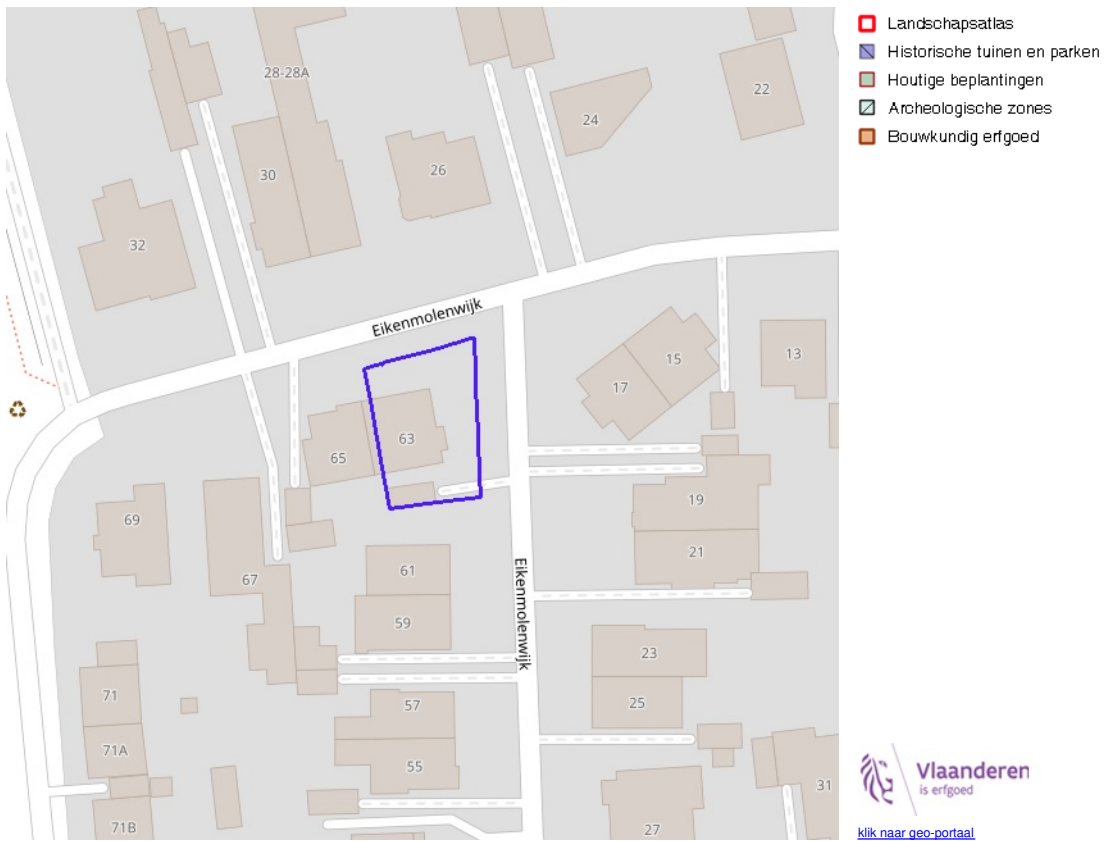 Landschapsatlas
Historische tuinen en parken
Houtige beplantingen
Archeologische zones
Bouwkundig erfgoed
28-28A
22
24
30
26
32
Eikenmolenwijk
15
13
17
63
65
69
19
21
Eikenmolenwijk
61
67
59
23
71
25
57
71A
55
31
71B
27
Vlaanderen
is erfgoed
klik naar geo-portaal